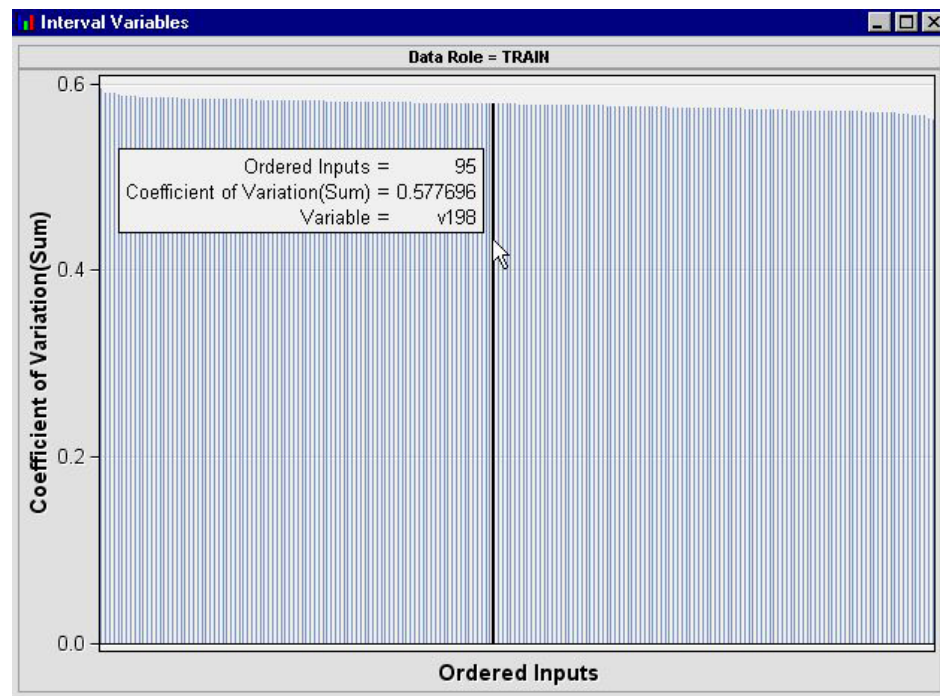 Interval Variables
Data Role = TRAIN
0.6
Ordered Inputs = 95
Coefficient of Variation(Sum) = 0.577696
Variable = v198
0.4
0.2
0.0
Coefficient of Variation(Sum)
Ordered Inputs